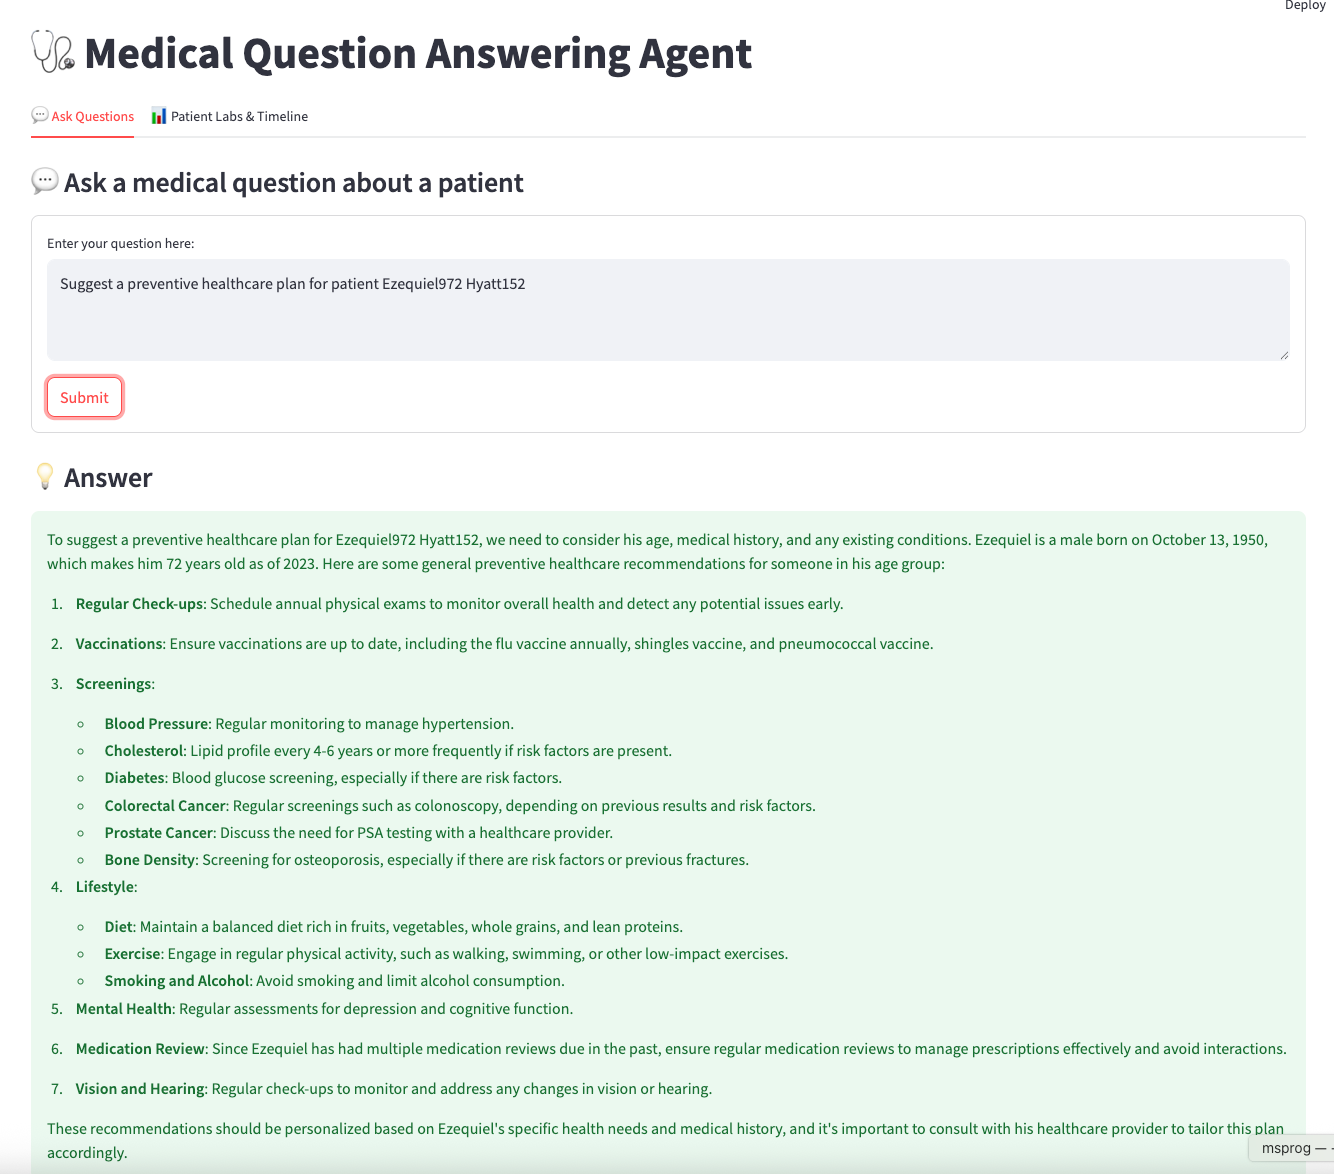 Deploy
Medical Question Answering Agent
Ask Questions
Patient Labs & Timeline
Ask a medical question about a patient
Enter your question here:
Suggest a preventive healthcare plan for patient Ezequiel972 Hyatt152
Submit
Answer
To suggest a preventive healthcare plan for Ezequiel972 Hyatt152, we need to consider his age, medical history, and any existing conditions. Ezequiel is a male born on October 13, 1950,
which makes him 72 years old as of 2023. Here are some general preventive healthcare recommendations for someone in his age group:
1. Regular Check-ups: Schedule annual physical exams to monitor overall health and detect any potential issues early.
2. Vaccinations: Ensure vaccinations are up to date, including the flu vaccine annually, shingles vaccine, and pneumococcal vaccine.
3. Screenings:
◦ Blood Pressure: Regular monitoring to manage hypertension.
◦ Cholesterol: Lipid profile every 4-6 years or more frequently if risk factors are present.
◦ Diabetes: Blood glucose screening, especially if there are risk factors.
◦ Colorectal Cancer: Regular screenings such as colonoscopy, depending on previous results and risk factors.
◦ Prostate Cancer: Discuss the need for PSA testing with a healthcare provider.
◦ Bone Density: Screening for osteoporosis, especially if there are risk factors or previous fractures.
4. Lifestyle:
◦ Diet: Maintain a balanced diet rich in fruits, vegetables, whole grains, and lean proteins.
◦ Exercise: Engage in regular physical activity, such as walking, swimming, or other low-impact exercises.
◦ Smoking and Alcohol: Avoid smoking and limit alcohol consumption.
5. Mental Health: Regular assessments for depression and cognitive function.
6. Medication Review: Since Ezequiel has had multiple medication reviews due in the past, ensure regular medication reviews to manage prescriptions effectively and avoid interactions.
7. Vision and Hearing: Regular check-ups to monitor and address any changes in vision or hearing.
These recommendations should be personalized based on Ezequiel's specific health needs and medical history, and it's important to consult with his healthcare provider to tailor this plan
accordingly.
msprog — -